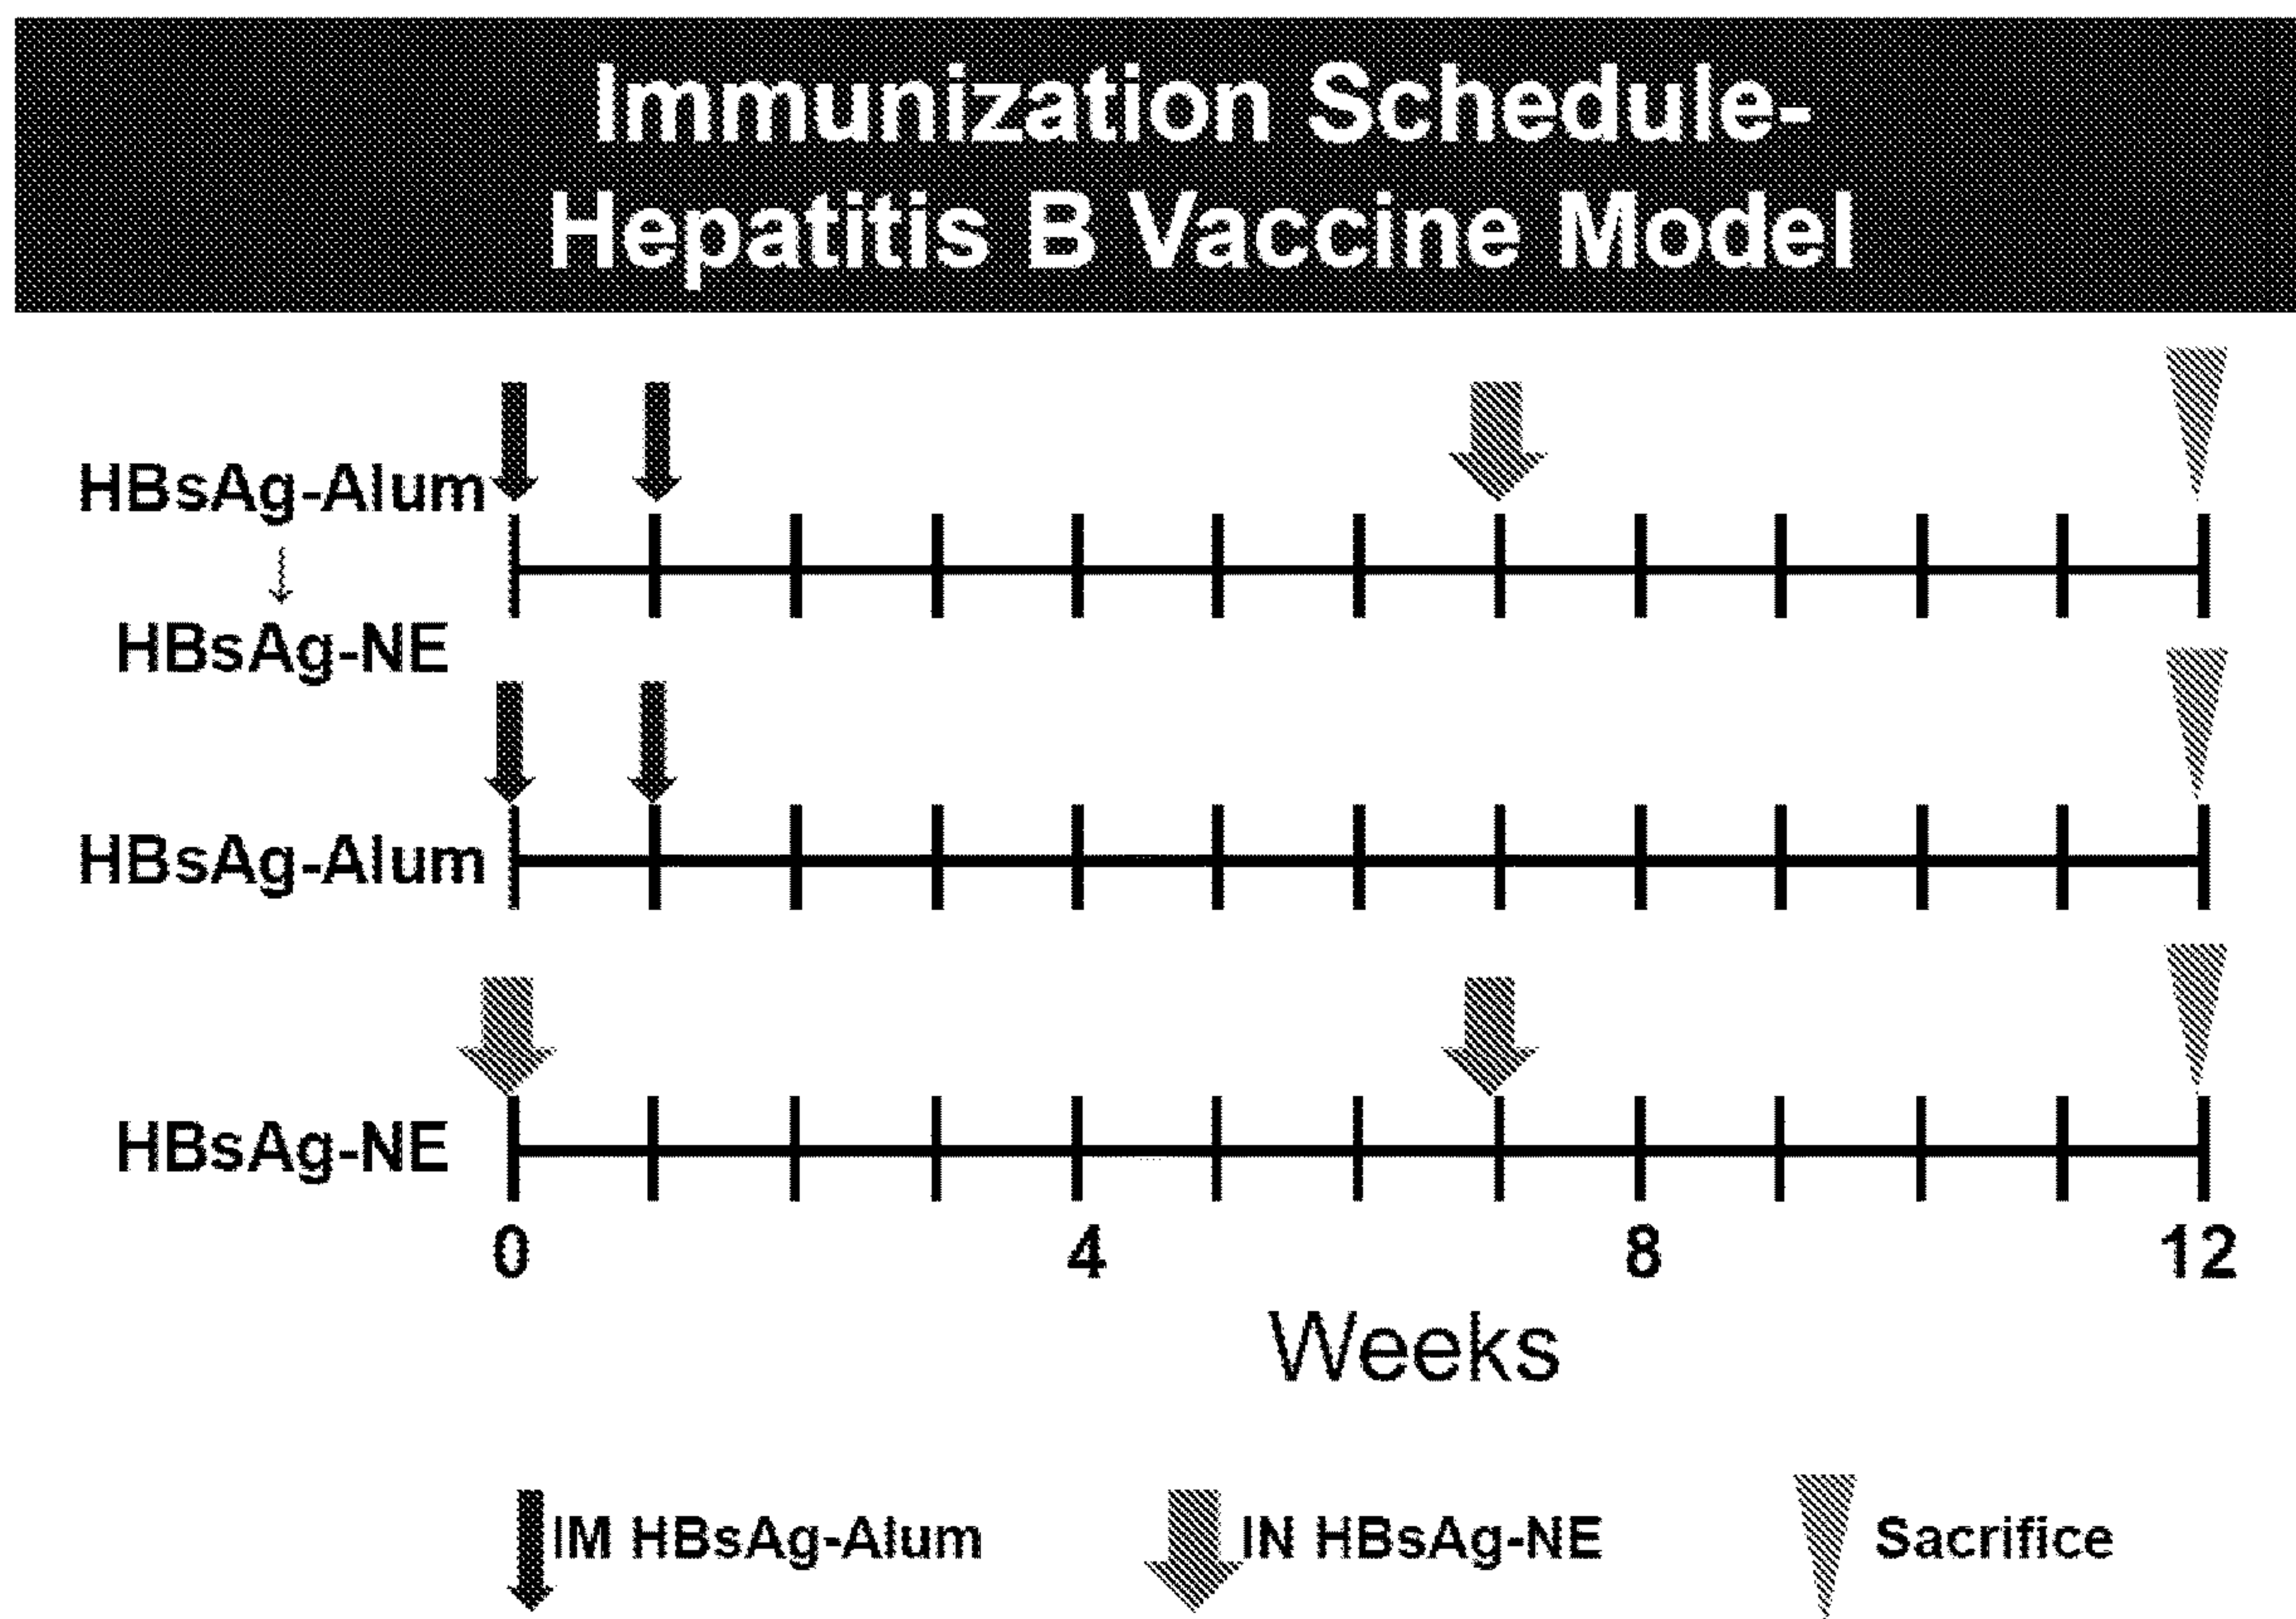 Immunization Schedule-
Hepatitis B Vaccine Model
HBsAg-Alum
↓
HBsAg-NE
HBsAg-Alum
HBsAg-NE
0 4 8 12
Weeks
IM HBsAg-Alum IN HBsAg-NE Sacrifice